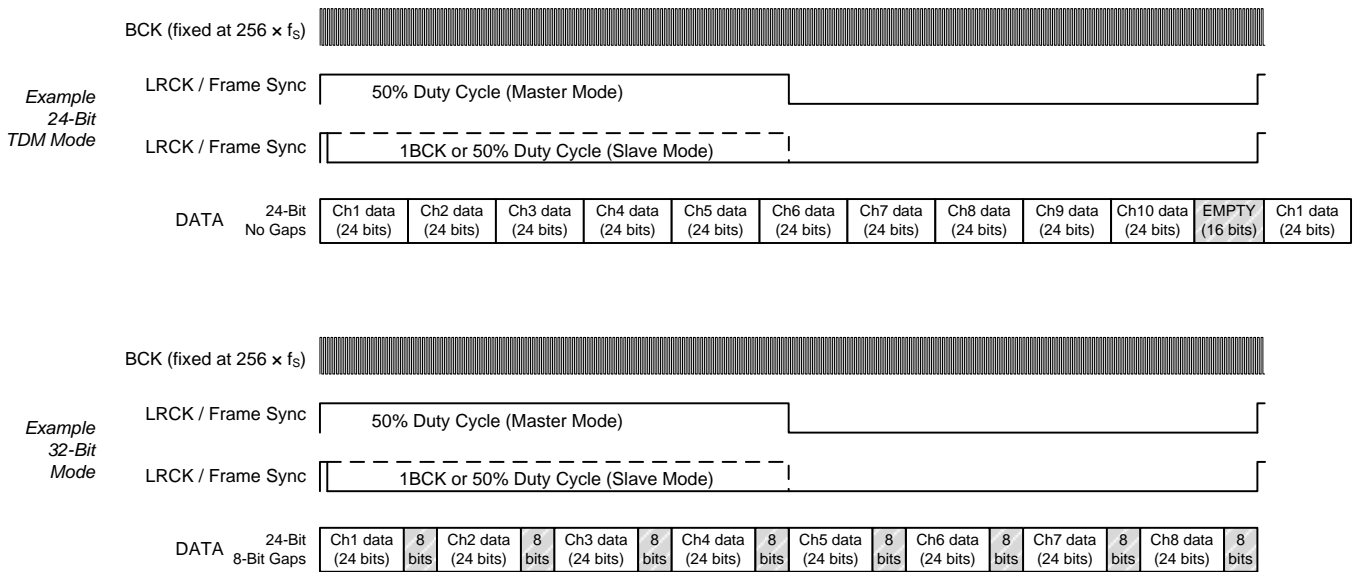 BCK (fixed at 256 × fS)
Example
24-Bit
TDM Mode
LRCK / Frame Sync
50% Duty Cycle (Master Mode)
LRCK / Frame Sync
1BCK or 50% Duty Cycle (Slave Mode)
DATA
24-Bit
No Gaps
Ch1 data
(24 bits)
Ch2 data
(24 bits)
Ch3 data
(24 bits)
Ch4 data
(24 bits)
Ch5 data
(24 bits)
Ch6 data
(24 bits)
Ch7 data
(24 bits)
Ch8 data
(24 bits)
Ch9 data
(24 bits)
Ch10 data
(24 bits)
EMPTY
(16 bits)
Ch1 data
(24 bits)
BCK (fixed at 256 × fS)
Example
32-Bit
Mode
LRCK / Frame Sync
50% Duty Cycle (Master Mode)
LRCK / Frame Sync
1BCK or 50% Duty Cycle (Slave Mode)
DATA
24-Bit
8-Bit Gaps
Ch1 data
(24 bits)
8
bits
Ch2 data
(24 bits)
8
bits
Ch3 data
(24 bits)
8
bits
Ch4 data
(24 bits)
8
bits
Ch5 data
(24 bits)
8
bits
Ch6 data
(24 bits)
8
bits
Ch7 data
(24 bits)
8
bits
Ch8 data
(24 bits)
8
bits